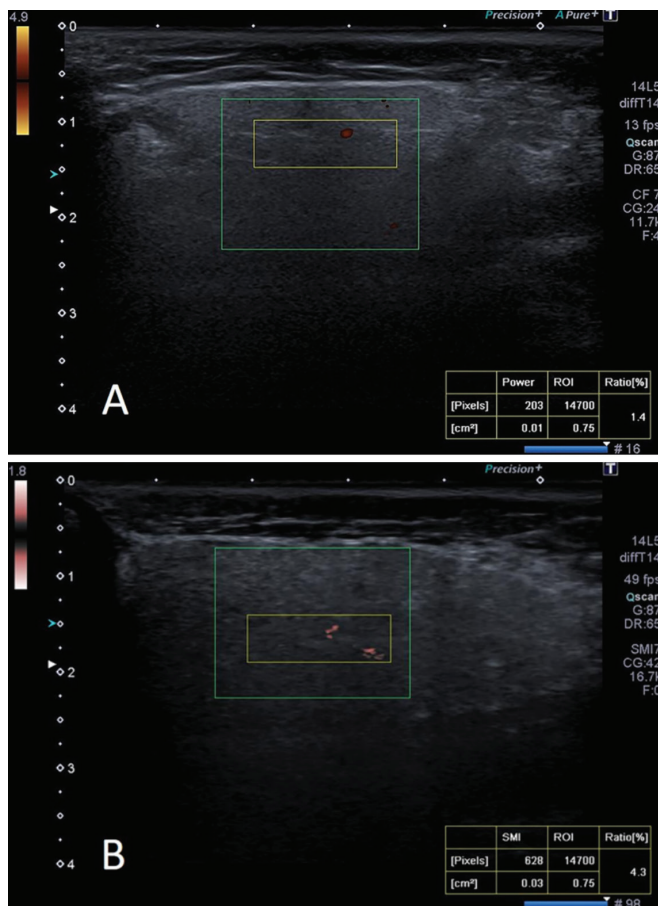 4.9
Precision+ APure+ T
0
14L5
diffT14
13 fps
1
Qscan
G:87
DR:65
CF 7
2
CG:24
11.7k
F:4
3
Power ROI Ratio[%]
[Pixels] 203 14700 1.4
[cm²] 0.01 0.75
4
A
# 16
1.8
Precision+ T
0
14L5
diffT14
1
49 fps
Qscan
G:87
DR:65
SMI7
2
CG:42
16.7k
F:0
3
SMI ROI Ratio[%]
[Pixels] 628 14700 4.3
[cm²] 0.03 0.75
4
B
# 98